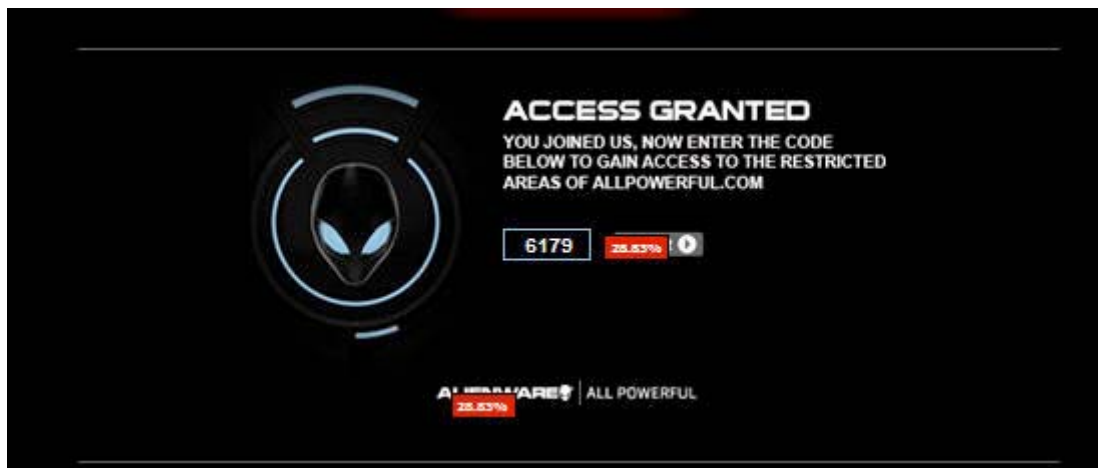 ACCESS GRANTED
YOU JOINED US, NOW ENTER THE CODE
BELOW TO GAIN ACCESS TO THE RESTRICTED
AREAS OF ALLPOWERFUL.COM
6179
28.83%
ALIENWARE | ALL POWERFUL
28.83%